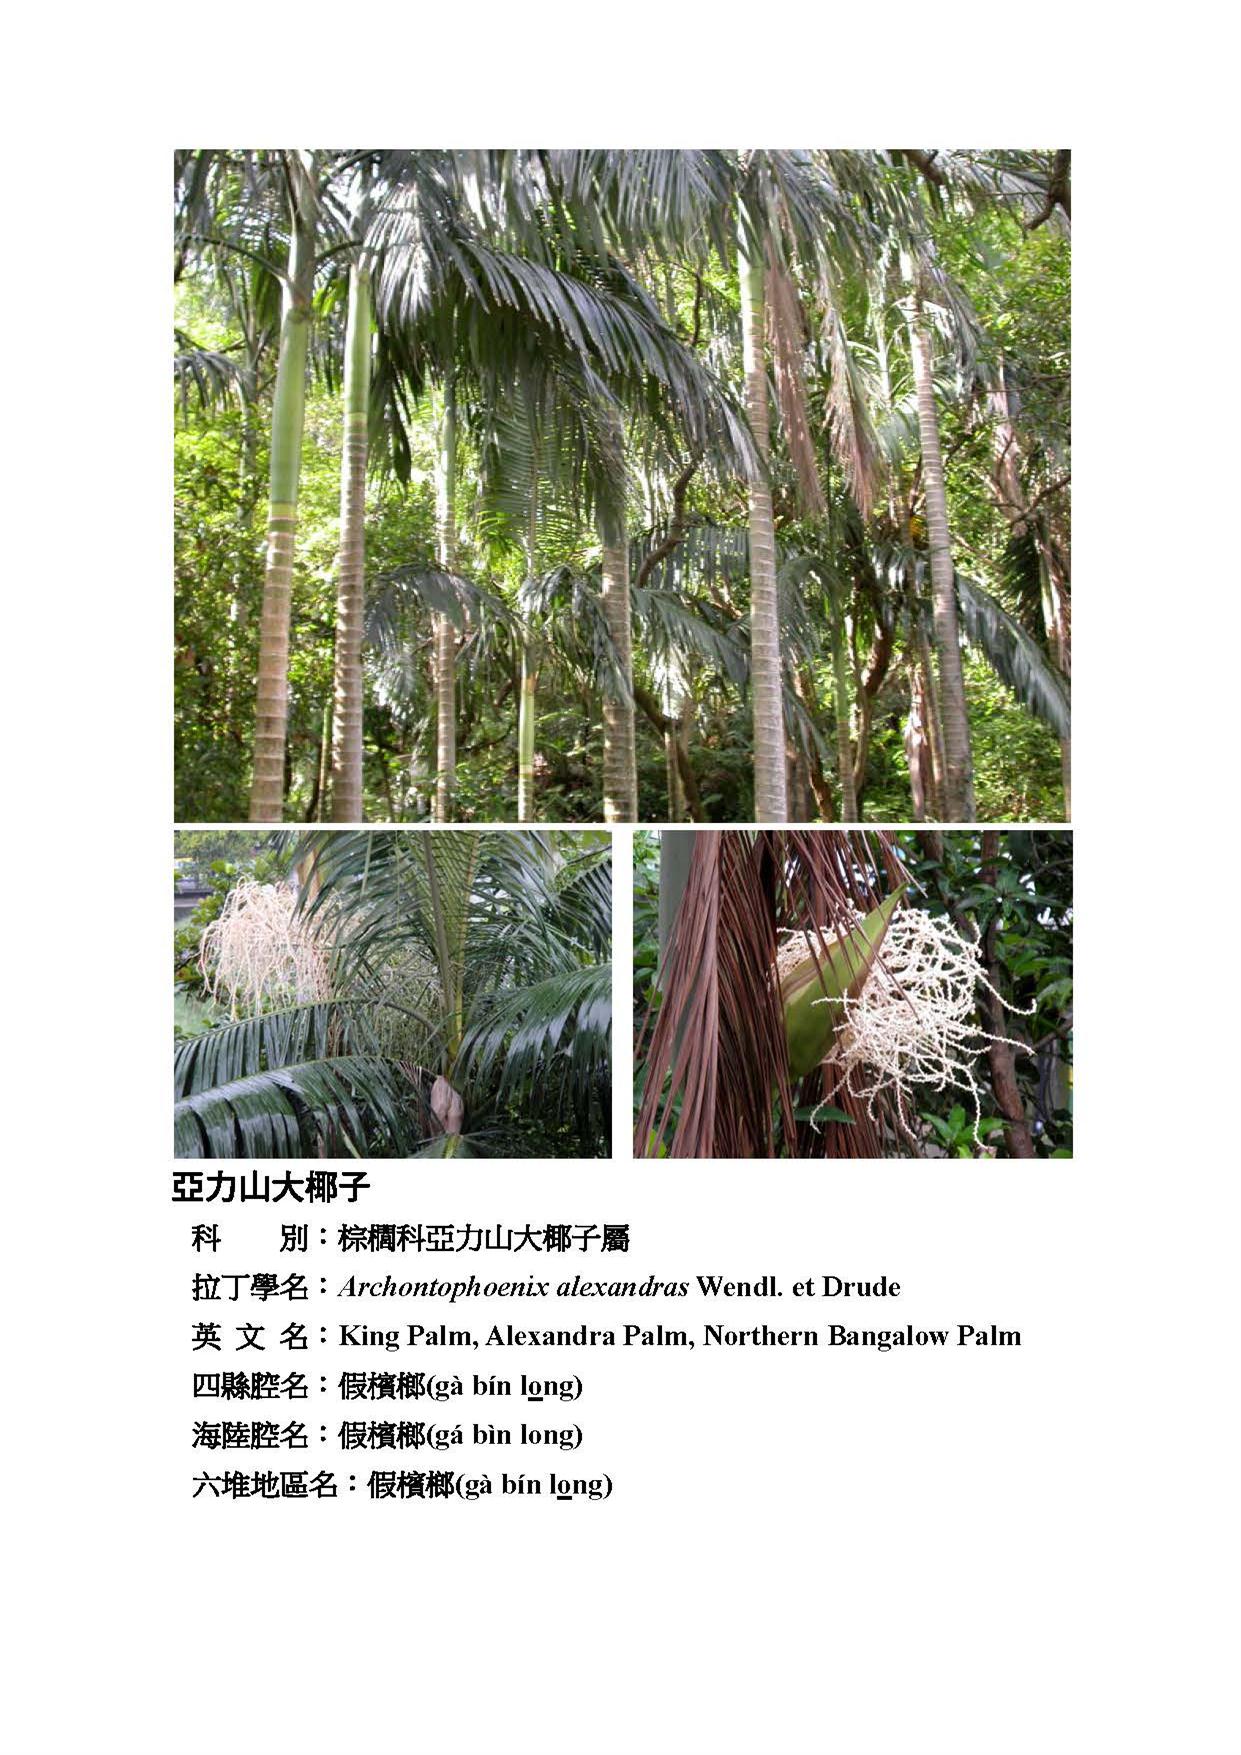 亞力山大椰子
科　　別：棕櫚科亞力山大椰子屬
拉丁學名：Archontophoenix alexandras Wendl. et Drude
英 文 名：King Palm, Alexandra Palm, Northern Bangalow Palm
四縣腔名：假檳榔(gà bín long)
海陸腔名：假檳榔(gá bìn long)
六堆地區名：假檳榔(gà bín long)